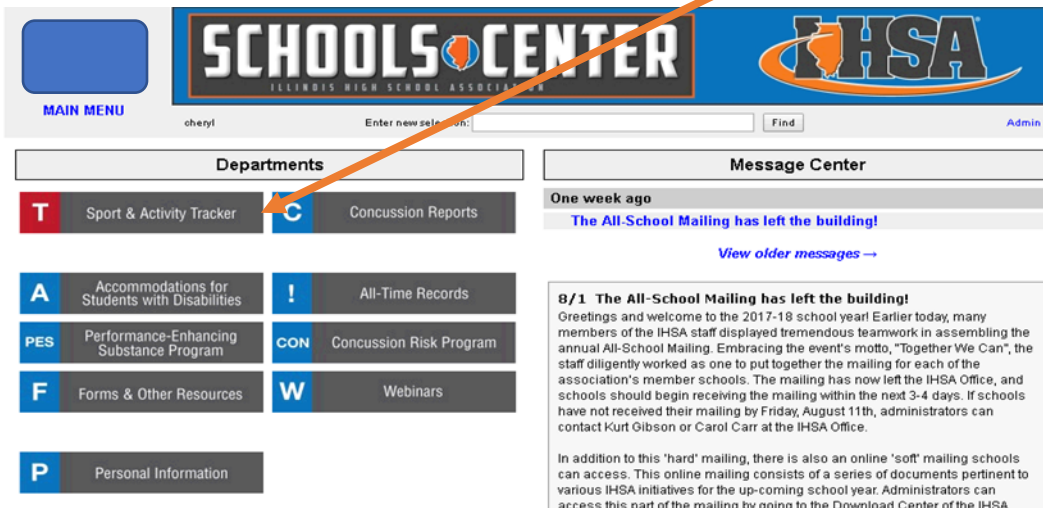 SCHOOLS CENTER
ILLINOIS HIGH SCHOOL ASSOCIATION
IHSA
MAIN MENU
cheryl
Enter new selection:
Find
Admin
Departments
T Sport & Activity Tracker
C Concussion Reports
A Accommodations for
Students with Disabilities
! All-Time Records
PES Performance-Enhancing
Substance Program
CON Concussion Risk Program
F Forms & Other Resources
W Webinars
P Personal Information
Message Center
One week ago
The All-School Mailing has left the building!
View older messages →
8/1 The All-School Mailing has left the building!
Greetings and welcome to the 2017-18 school year! Earlier today, many
members of the IHSA staff displayed tremendous teamwork in assembling the
annual All-School Mailing. Embracing the event's motto, "Together We Can", the
staff diligently worked as one to put together the mailing for each of the
association's member schools. The mailing has now left the IHSA Office, and
schools should begin receiving the mailing within the next 3-4 days. If schools
have not received their mailing by Friday, August 11th, administrators can
contact Kurt Gibson or Carol Carr at the IHSA Office.
In addition to this 'hard' mailing, there is also an online 'soft' mailing schools
can access. This online mailing consists of a series of documents pertinent to
various IHSA initiatives for the up-coming school year. Administrators can
access this part of the mailing by going to the Download Center of the IHSA